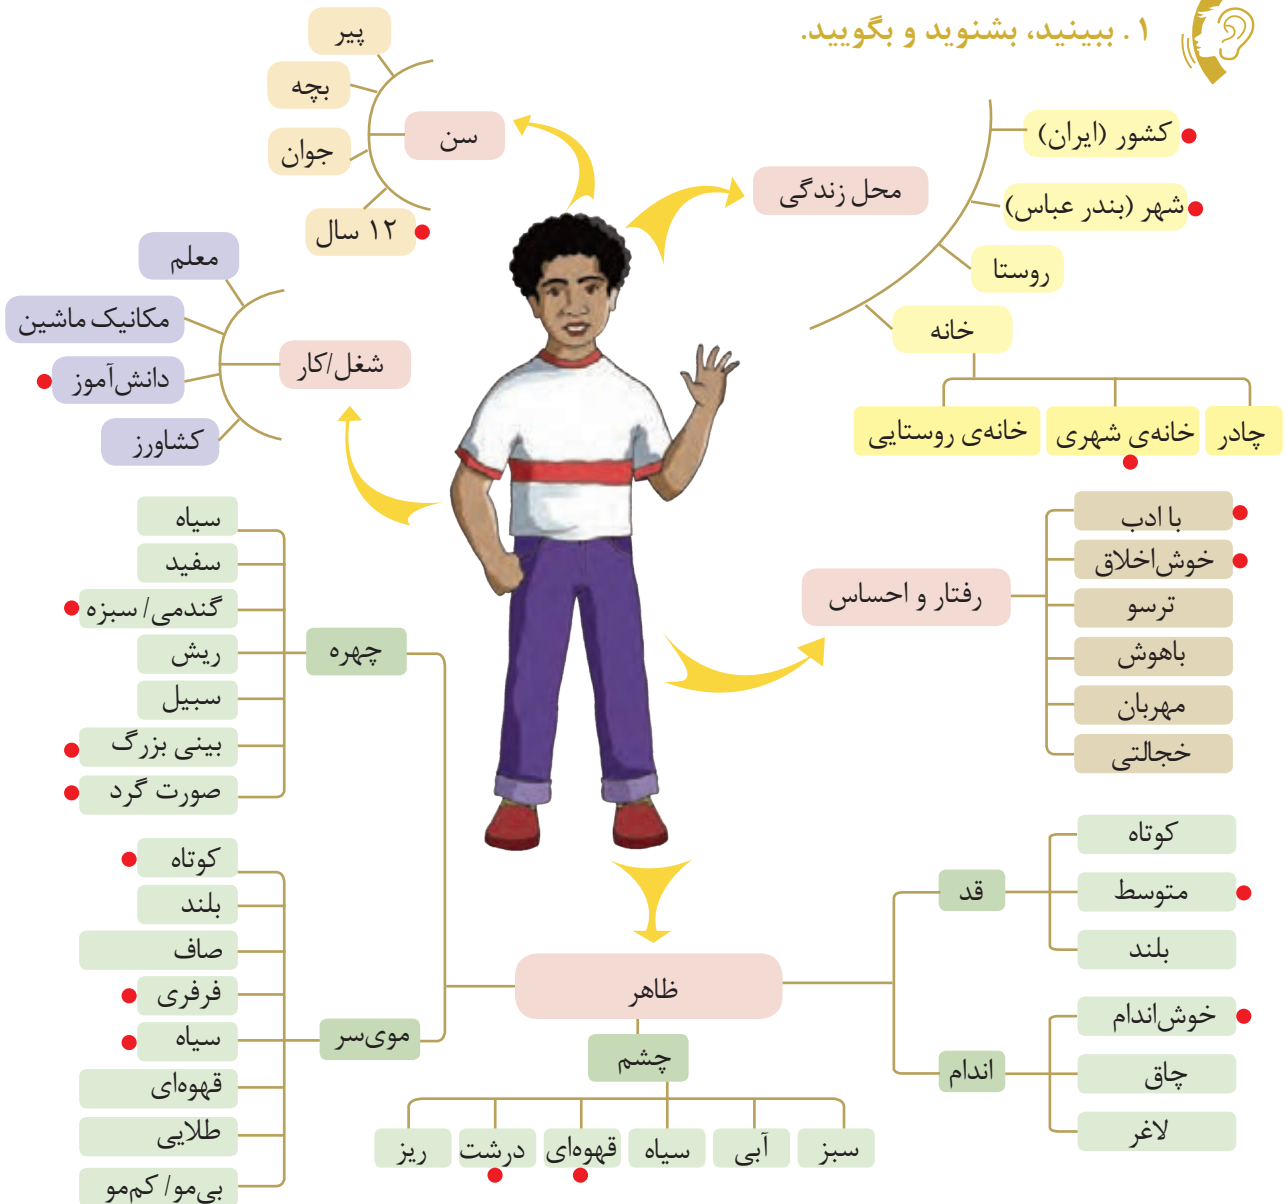 ۱. ببینید، بشنوید و بگویید.
محل زندگی
کشور (ایران)
شهر (بندر عباس)
روستا
خانه
چادر
خانه‌ی شهری
خانه‌ی روستایی
سن
پیر
بچه
جوان
۱۲ سال
شغل/کار
معلم
مکانیک ماشین
دانش‌آموز
کشاورز
رفتار و احساس
با ادب
خوش‌اخلاق
ترسو
باهوش
مهربان
خجالتی
ظاهر
قد
کوتاه
متوسط
بلند
اندام
خوش‌اندام
چاق
لاغر
چشم
سبز
آبی
سیاه
قهوه‌ای
درشت
ریز
چهره
سیاه
سفید
گندمی/ سبزه
ریش
سبیل
بینی بزرگ
صورت گرد
موی‌سر
کوتاه
بلند
صاف
فرفری
سیاه
قهوه‌ای
طلایی
بی‌مو/ کم‌مو